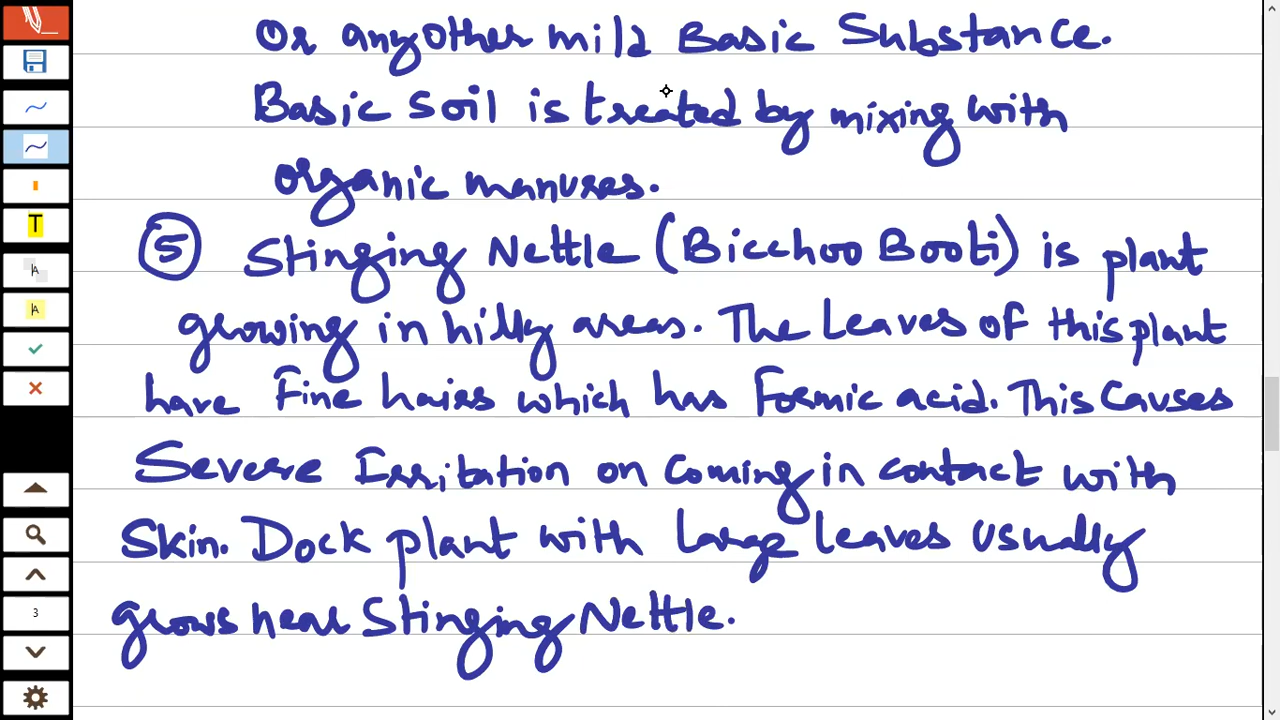 Or any other mild Basic Substance.
Basic Soil is treated by mixing with
organic manures.
5 Stinging Nettle (Bicchoo Booti) is plant
growing in hilly areas. The Leaves of this plant
have Fine hairs which has Formic acid. This Causes
Severe Irritation on Coming in contact with
Skin. Dock plant with large leaves usually
grows near Stinging Nettle.
T
A
A
3